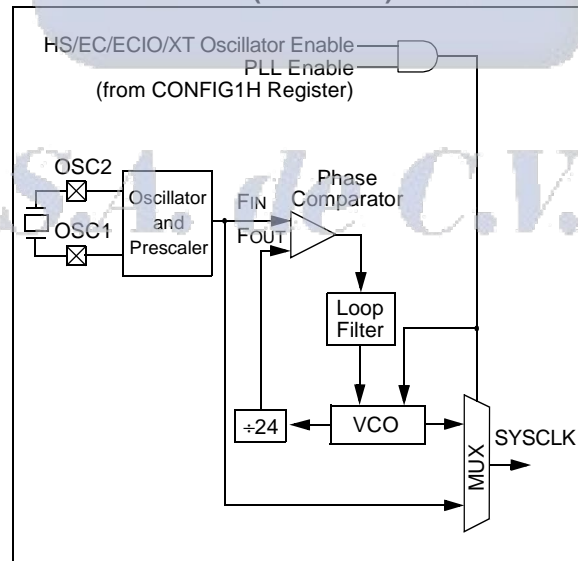 HS/EC/ECIO/XT Oscillator Enable
PLL Enable
(from CONFIG1H Register)
OSC2
OSC1
Oscillator
and
Prescaler
FIN
FOUT
Phase
Comparator
Loop
Filter
÷24
VCO
MUX
SYSCLK
S.A. de C.V.